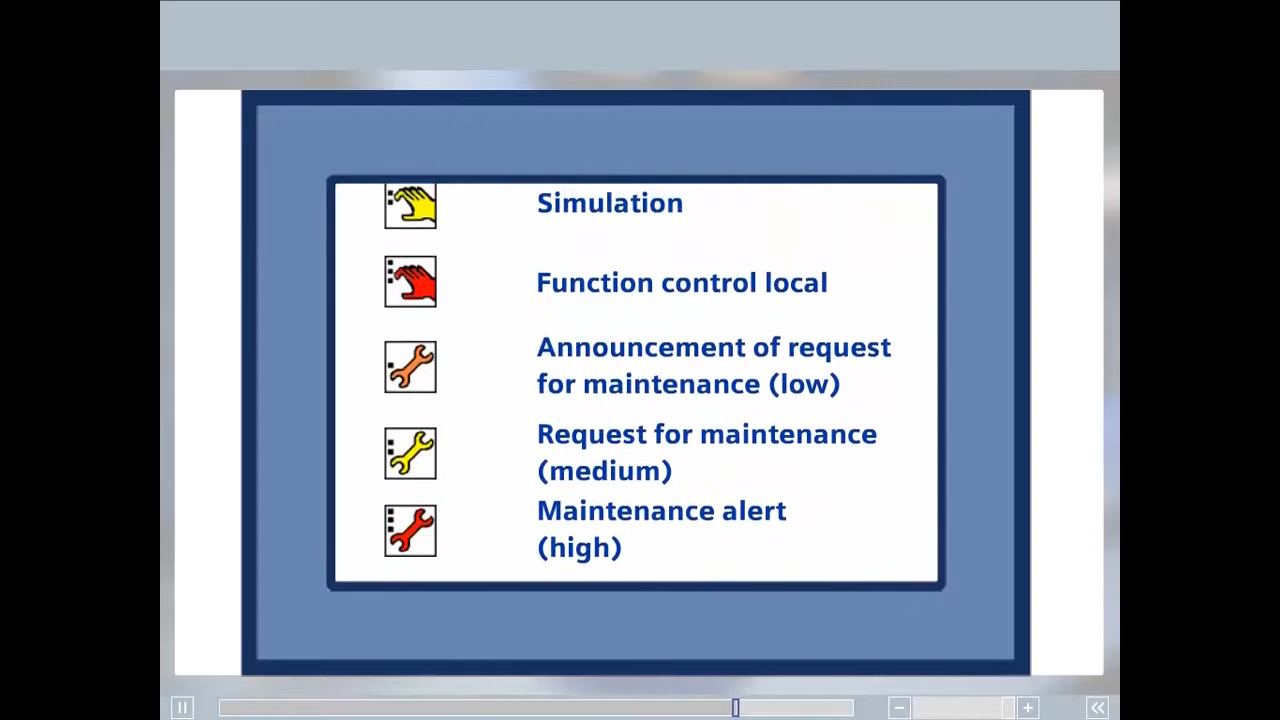 Simulation
Function control local
Announcement of request
for maintenance (low)
Request for maintenance
(medium)
Maintenance alert
(high)